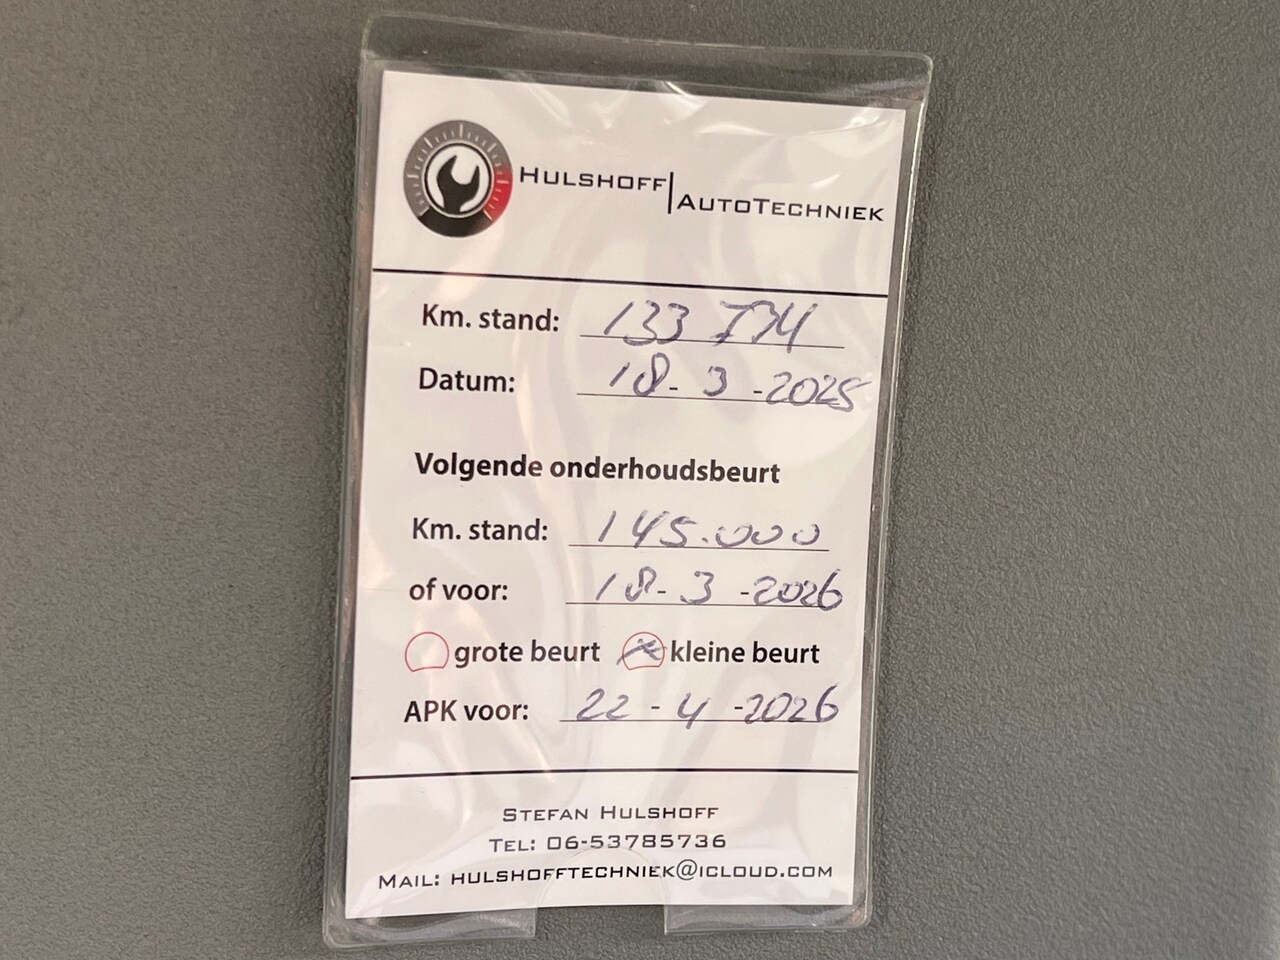 HULSHOFF | AUTOTECHNIEK
Km. stand: 133 734
Datum: 18-3-2025
Volgende onderhoudsbeurt
Km. stand: 145.000
of voor: 18-3-2026
grote beurt kleine beurt
APK voor: 22-4-2026
STEFAN HULSHOFF
TEL: 06-53785736
MAIL: HULSHOFFTECHNIEK@ICLOUD.COM